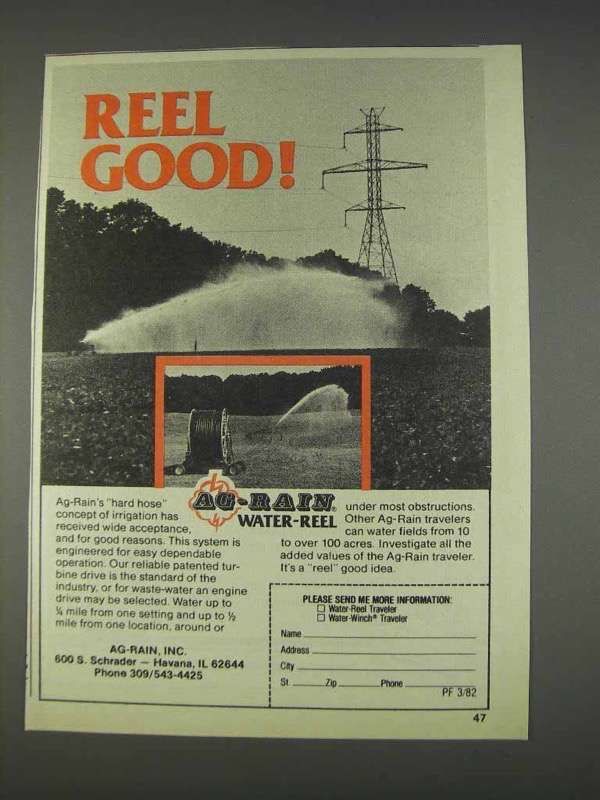 REEL
GOOD!
Ag-Rain's "hard hose"
concept of irrigation has
received wide acceptance,
and for good reasons. This system is
engineered for easy dependable
operation. Our reliable patented tur-
bine drive is the standard of the
industry, or for waste-water an engine
drive may be selected. Water up to
¼ mile from one setting and up to ½
mile from one location, around or
AG-RAIN®
WATER-REEL
under most obstructions.
Other Ag-Rain travelers
can water fields from 10
to over 100 acres. Investigate all the
added values of the Ag-Rain traveler.
It's a "reel" good idea.
AG-RAIN, INC.
600 S. Schrader — Havana, IL 62644
Phone 309/543-4425
PLEASE SEND ME MORE INFORMATION:
☐ Water-Reel Traveler
☐ Water-Winch® Traveler
Name
Address
City
St. Zip Phone
PF 3/82
47